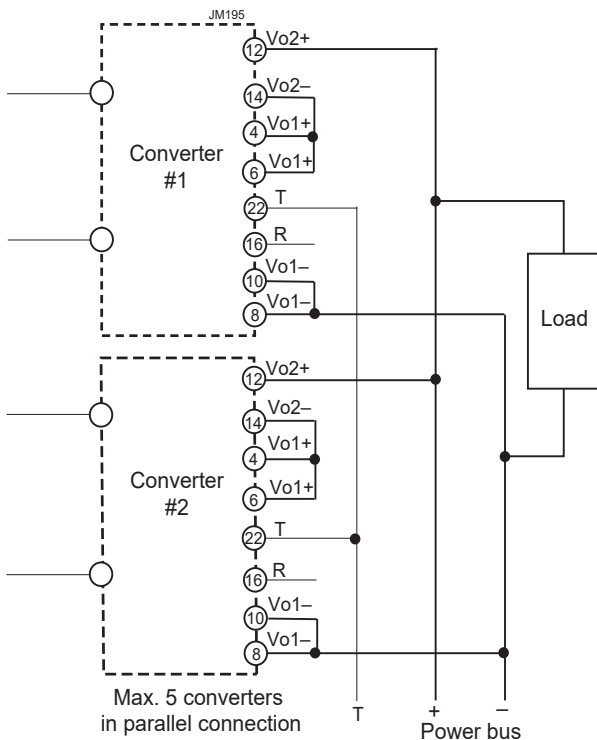 JM195
12 Vo2+
14 Vo2–
4 Vo1+
Converter
#1
6 Vo1+
22 T
16 R
10 Vo1–
8 Vo1–
Load
12 Vo2+
14 Vo2–
4 Vo1+
Converter
#2
6 Vo1+
22 T
16 R
10 Vo1–
8 Vo1–
Max. 5 converters
in parallel connection
T
+
–
Power bus